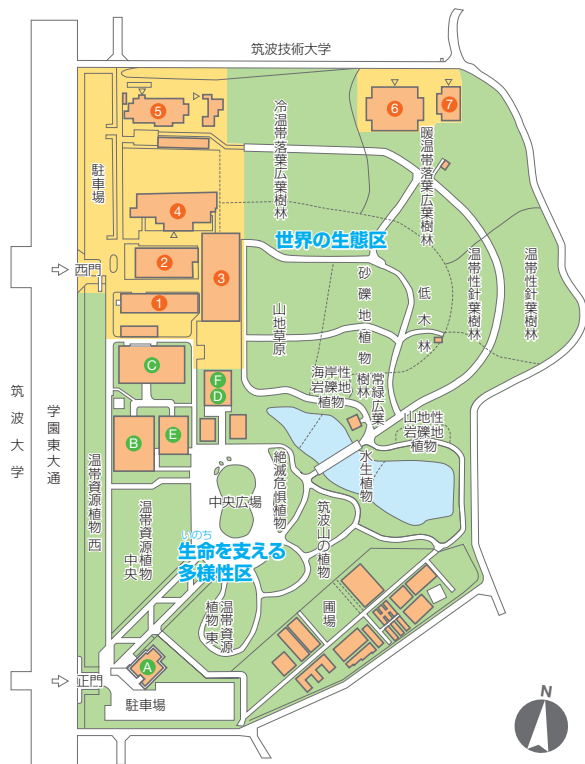 筑波技術大学
5
6
7
駐車場
冷温帯落葉広葉樹林
暖温帯落葉広葉樹林
4
世界の生態区
2
3
西門
1
砂礫地植物
低木林
温帯性針葉樹林
温帯性針葉樹林
山地草原
C
海岸性
岩礫地
植物
常緑広葉
樹林
F
D
山地性
岩礫地
植物
筑波大学
学園東大通
B
E
水生植物
温帯資源植物 西
絶滅危惧植物
中央広場
筑波山の植物
温帯資源植物
中央
いのち
生命を支える
多様性区
温帯資源
植物 東
圃場
A
正門
駐車場
N